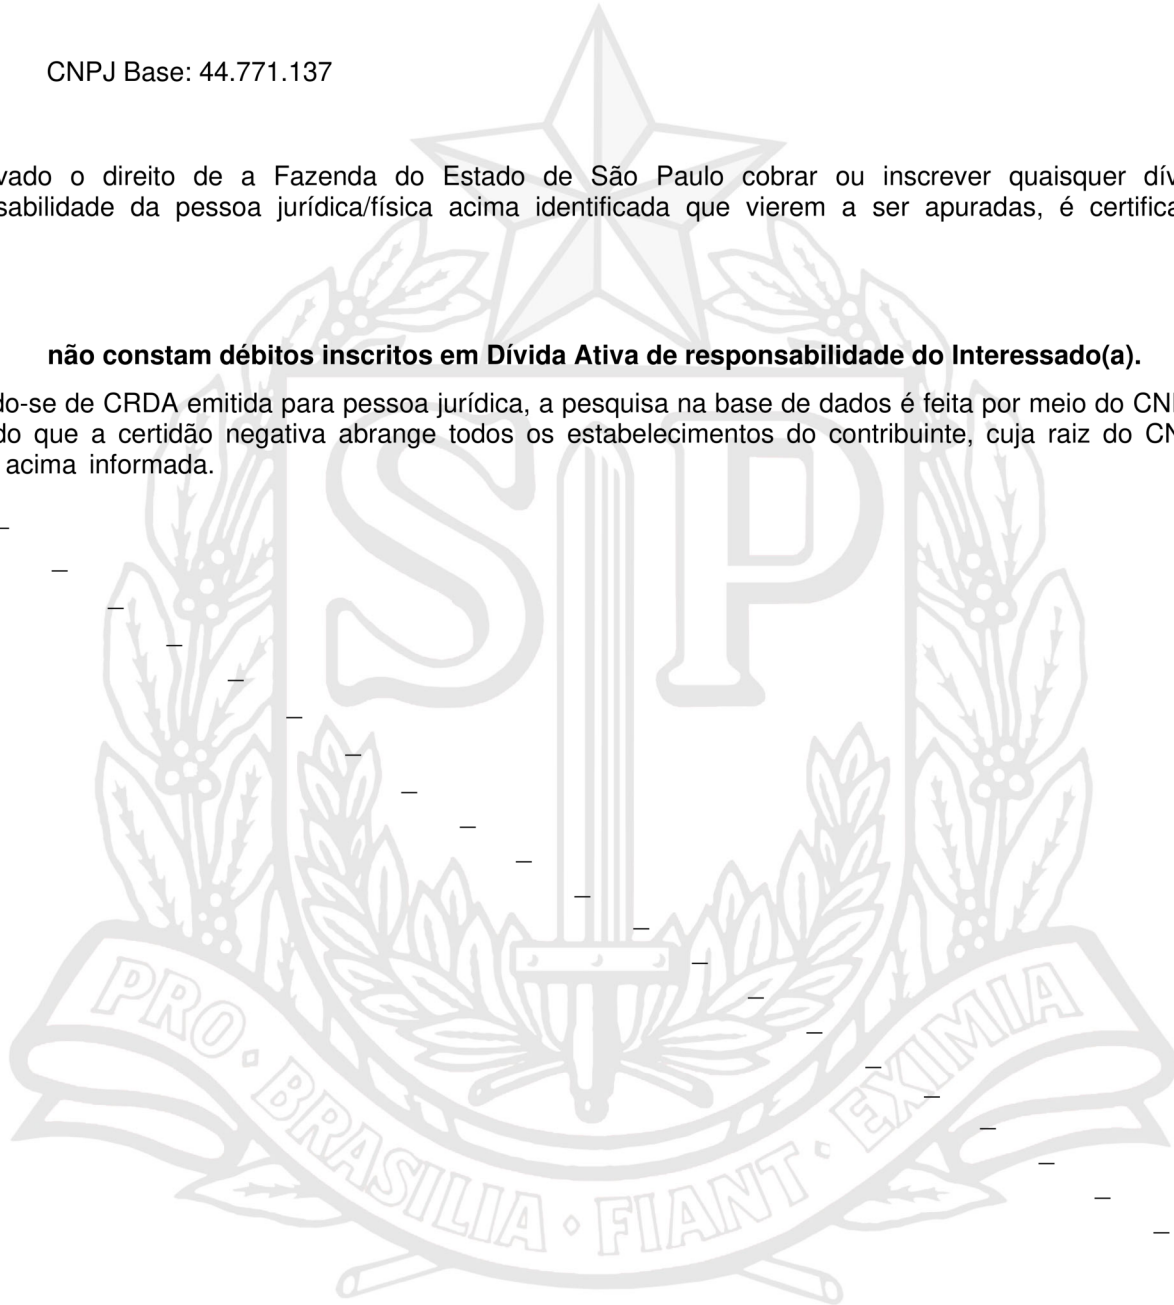 CNPJ Base: 44.771.137
vado o direito de a Fazenda do Estado de São Paulo cobrar ou inscrever quaisquer dív
sabilidade da pessoa jurídica/física acima identificada que vierem a ser apuradas, é certifica
não constam débitos inscritos em Dívida Ativa de responsabilidade do Interessado(a).
do-se de CRDA emitida para pessoa jurídica, a pesquisa na base de dados é feita por meio do CN
do que a certidão negativa abrange todos os estabelecimentos do contribuinte, cuja raiz do CN
acima informada.
SP
PRO • BRASILIA • FIANT • EXIMIA